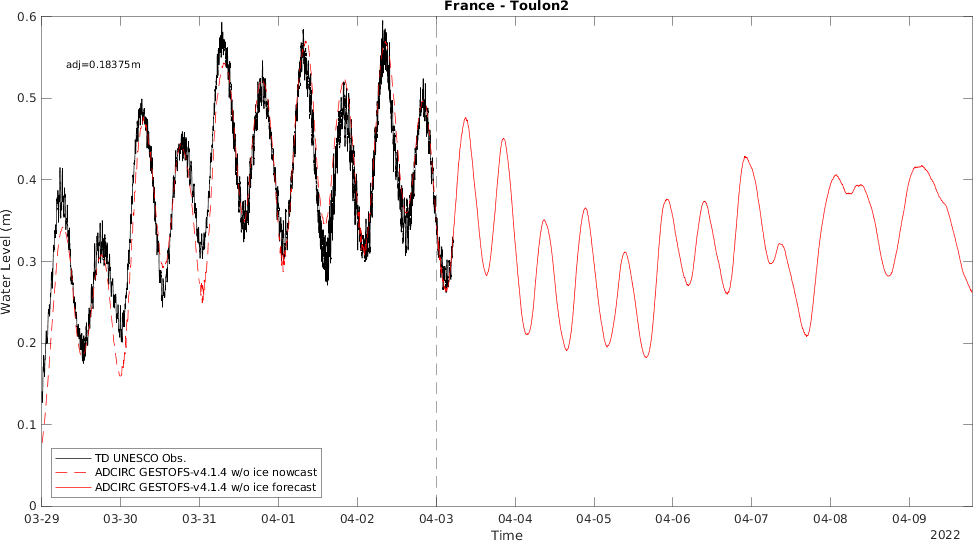 France - Toulon2
0.6
0.5
0.4
0.3
0.2
0.1
0
Water Level (m)
adj=0.18375m
TD UNESCO Obs.
ADCIRC GESTOFS-v4.1.4 w/o ice nowcast
ADCIRC GESTOFS-v4.1.4 w/o ice forecast
03-29 03-30 03-31 04-01 04-02 04-03 04-04 04-05 04-06 04-07 04-08 04-09
Time
2022